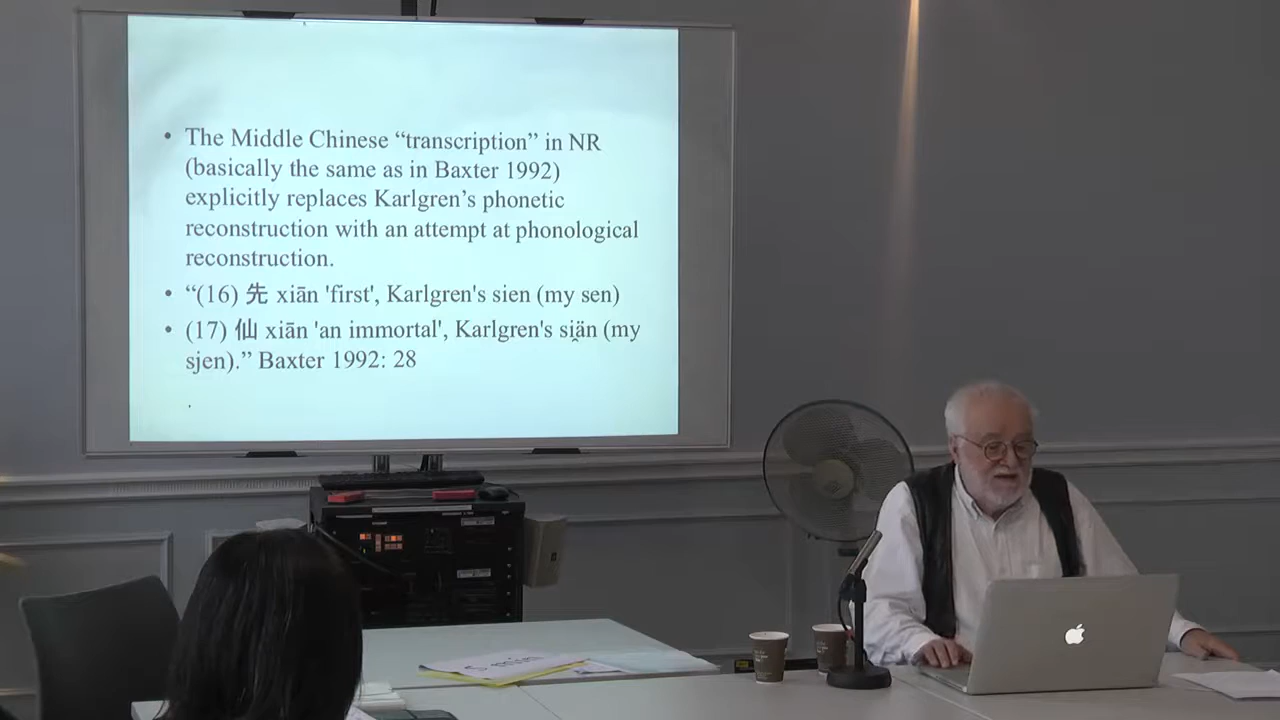 • The Middle Chinese “transcription” in NR
(basically the same as in Baxter 1992)
explicitly replaces Karlgren’s phonetic
reconstruction with an attempt at phonological
reconstruction.
• “(16) 先 xiān 'first', Karlgren's sien (my sen)
• (17) 仙 xiān 'an immortal', Karlgren's si̯än (my
sjen).” Baxter 1992: 28